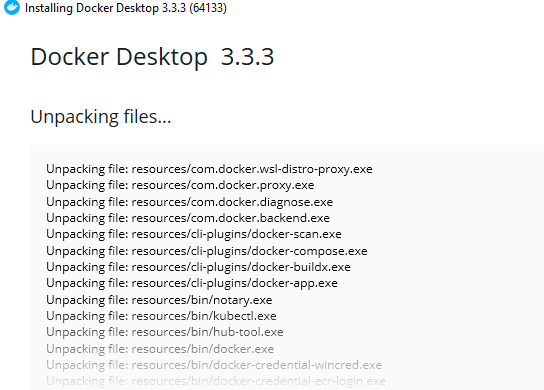 Installing Docker Desktop 3.3.3 (64133)
Docker Desktop 3.3.3
Unpacking files...
Unpacking file: resources/com.docker.wsl-distro-proxy.exe
Unpacking file: resources/com.docker.proxy.exe
Unpacking file: resources/com.docker.diagnose.exe
Unpacking file: resources/com.docker.backend.exe
Unpacking file: resources/cli-plugins/docker-scan.exe
Unpacking file: resources/cli-plugins/docker-compose.exe
Unpacking file: resources/cli-plugins/docker-buildx.exe
Unpacking file: resources/cli-plugins/docker-app.exe
Unpacking file: resources/bin/notary.exe
Unpacking file: resources/bin/kubectl.exe
Unpacking file: resources/bin/hub-tool.exe
Unpacking file: resources/bin/docker.exe
Unpacking file: resources/bin/docker-credential-wincred.exe
Unpacking file: resources/bin/docker-credential-ecr-login.exe